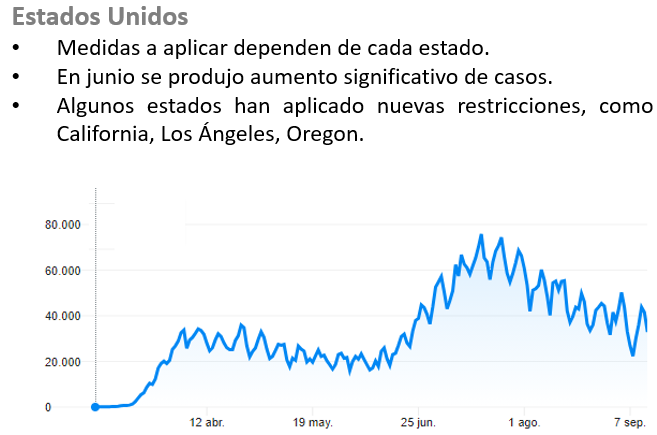 Estados Unidos
• Medidas a aplicar dependen de cada estado.
• En junio se produjo aumento significativo de casos.
• Algunos estados han aplicado nuevas restricciones, como
California, Los Ángeles, Oregon.
80.000
60.000
40.000
20.000
0
12 abr. 19 may. 25 jun. 1 ago. 7 sep.